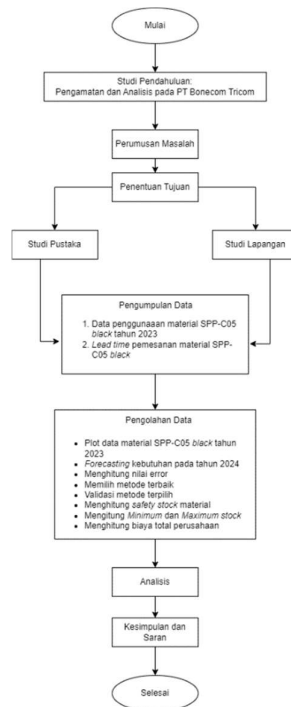 Mulai
Studi Pendahuluan:
Pengamatan dan Analisis pada PT Bonecom Tricom
Perumusan Masalah
Penentuan Tujuan
Studi Pustaka
Studi Lapangan
Pengumpulan Data
1. Data penggunaaan material SPP-C05
black tahun 2023
2. Lead time pemesanan material SPP-
C05 black
Pengolahan Data
• Plot data material SPP-C05 black tahun
2023
• Forecasting kebutuhan pada tahun 2024
• Menghitung nilai error
• Memilih metode terbaik
• Validasi metode terpilih
• Menghitung safety stock material
• Mengitung Minimum dan Maximum stock
• Menghitung biaya total perusahaan
Analisis
Kesimpulan dan
Saran
Selesai